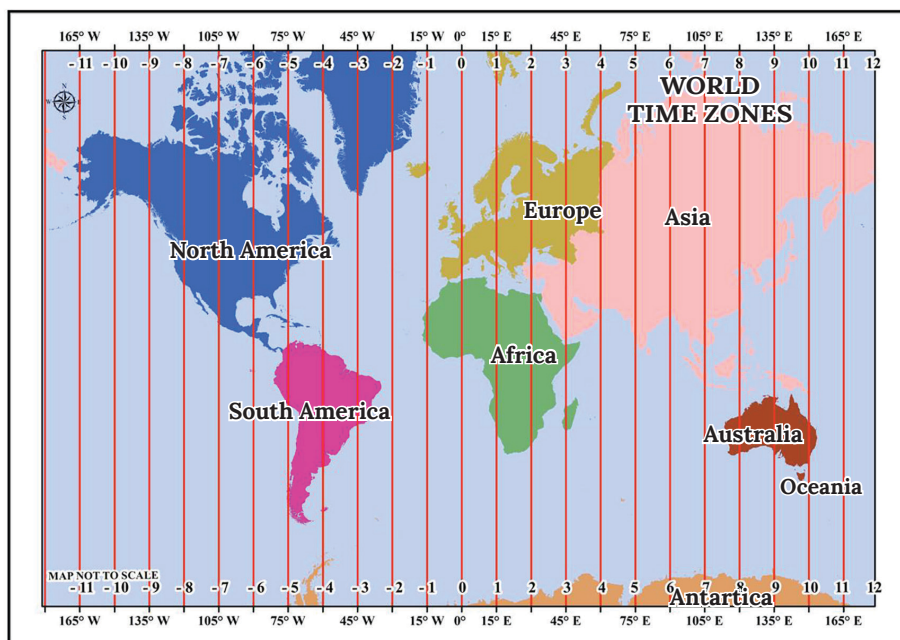 165° W 135° W 105° W 75° W 45° W 15° W 0° 15° E 45° E 75° E 105° E 135° E 165° E
-11 -10 -9 -8 -7 -6 -5 -4 -3 -2 -1 0 1 2 3 4 5 6 7 8 9 10 11 12
N
W E
S
WORLD
TIME ZONES
Europe
Asia
North America
Africa
South America
Australia
Oceania
MAP NOT TO SCALE
-11 -10 -9 -8 -7 -6 -5 -4 -3 -2 -1 0 1 2 3 4 5 6 7 8 9 10 11 12
Antartica
165° W 135° W 105° W 75° W 45° W 15° W 0° 15° E 45° E 75° E 105° E 135° E 165° E